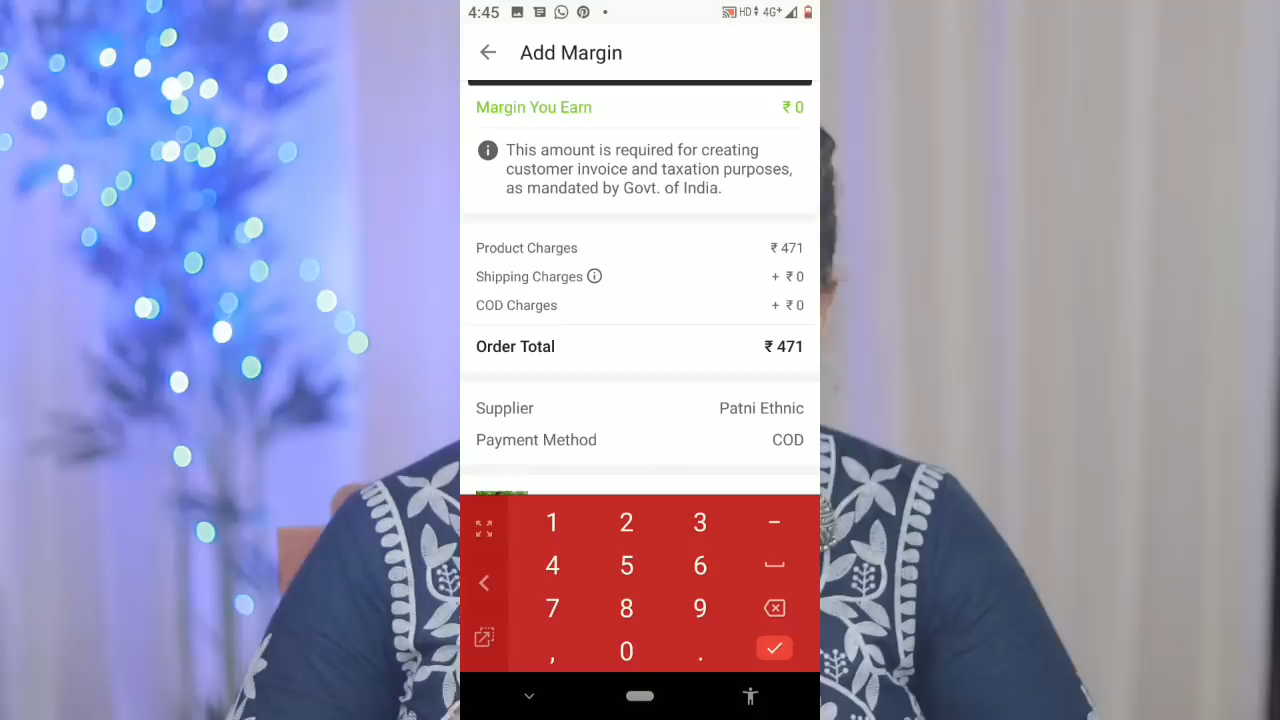 4:45 HD 4G+
Add Margin
Margin You Earn ₹ 0
This amount is required for creating
customer invoice and taxation purposes,
as mandated by Govt. of India.
Product Charges ₹ 471
Shipping Charges + ₹ 0
COD Charges + ₹ 0
Order Total ₹ 471
Supplier Patni Ethnic
Payment Method COD
1 2 3 -
4 5 6
7 8 9
, 0 .